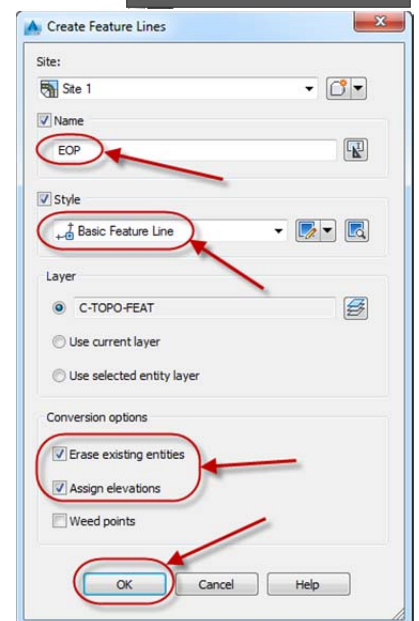 Create Feature Lines
Site:
Site 1
Name
EOP
Style
Basic Feature Line
Layer
C-TOPO-FEAT
Use current layer
Use selected entity layer
Conversion options
Erase existing entities
Assign elevations
Weed points
OK Cancel Help